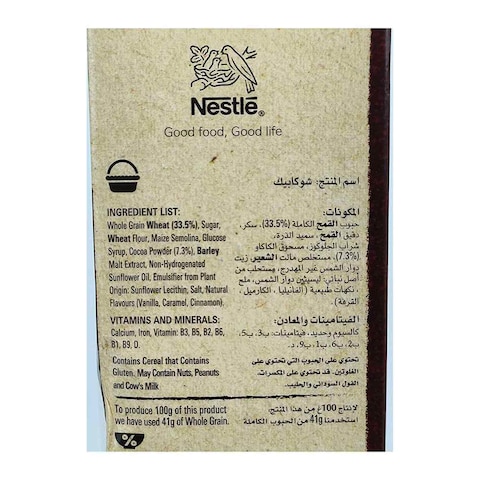 Nestlé®
Good food, Good life
اسم المنتج: شوكابيك
INGREDIENT LIST:
Whole Grain Wheat (33.5%), Sugar,
Wheat Flour, Maize Semolina, Glucose
Syrup, Cocoa Powder (7.3%), Barley
Malt Extract, Non-Hydrogenated
Sunflower Oil, Emulsifier from Plant
Origin: Sunflower Lecithin, Salt, Natural
Flavours (Vanilla, Caramel, Cinnamon).
VITAMINS AND MINERALS:
Calcium, Iron, Vitamin: B3, B5, B2, B6,
B1, B9, D.
Contains Cereal that Contains
Gluten, May Contain Nuts, Peanuts
and Cow's Milk
To produce 100g of this product
we have used 41g of Whole Grain.
%
المكونات:
حبوب القمح الكاملة (33.5%)، سكر،
دقيق القمح، سميد الذرة،
شراب الجلوكوز، مسحوق الكاكاو
(7.3%)، مستخلص مالت الشعير، زيت
دوار الشمس غير المهدرج، مستحلب من
أصل نباتي: ليسيثين دوار الشمس، ملح
، نكهات طبيعية (الفانيليا ، الكارميل ،
القرفة).
الفيتامينات والمعادن:
كالسيوم وحديد، فيتامينات: ب3، ب5،
ب2، ب6، ب1، ب9، د.
تحتوي على الحبوب التي تحتوي على
الغلوتين. قد تحتوي على المكسرات،
الفول السوداني والحليب.
لإنتاج 100غ من هذا المنتج،
استخدمنا 41g من الحبوب الكاملة